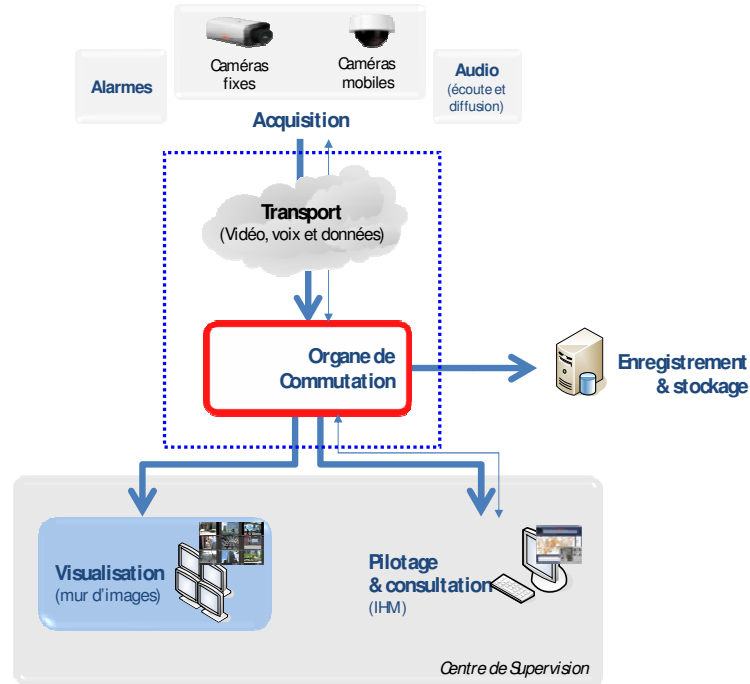 Caméras
fixes
Caméras
mobiles
Alarmes
Audio
(écoute et
diffusion)
Acquisition
Transport
(Vidéo, voix et données)
Organe de
Commutation
Enregistrement
& stockage
Visualisation
(mur d'images)
Pilotage
& consultation
(IHM)
Centre de Supervision